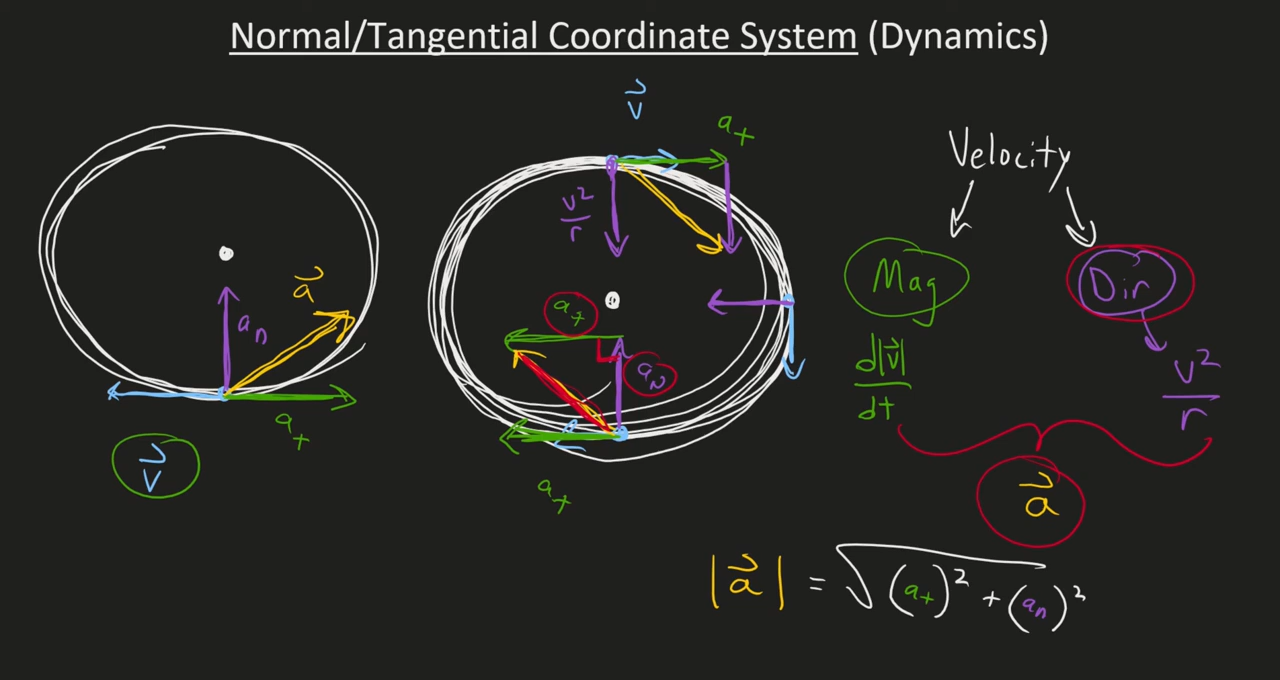 Normal/Tangential Coordinate System (Dynamics)
v⃗
a_t
Velocity
v²/r
Mag
Dir
a⃗
a_n
a_t
a_n
d|v⃗|/dt
v²/r
a_t
v⃗
a_t
a⃗
|a⃗| = √(a_t)² + (a_n)²